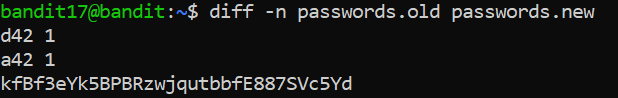 bandit17@bandit:~$ diff -n passwords.old passwords.new
d42 1
a42 1
kfBf3eYk5BPBRzwjqutbbfE887SVc5Yd